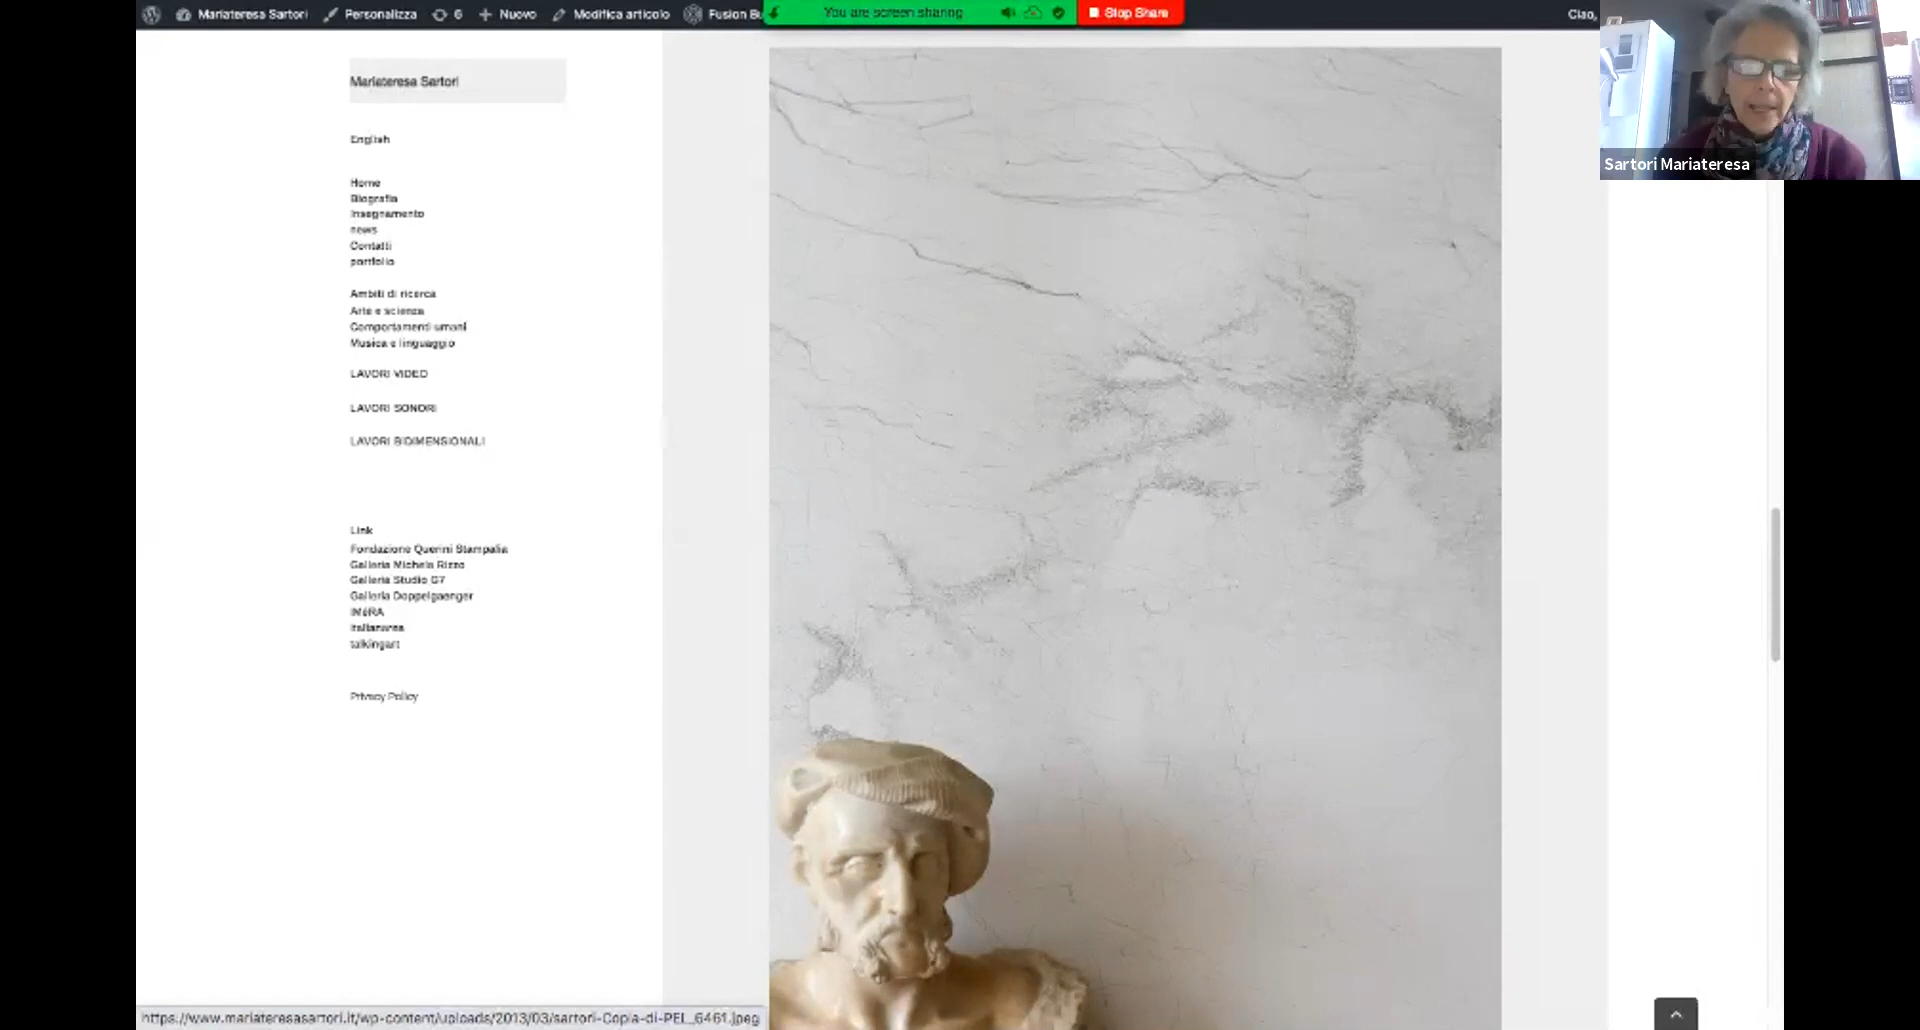 Mariateresa Sartori
Personalizza
6
Nuovo
Modifica articolo
Fusion Bu
You are screen sharing
Stop Share
Ciao,
Mariateresa Sartori
English
Home
Biografia
Insegnamento
news
Contatti
portfolio
Ambiti di ricerca
Arte e scienza
Comportamenti umani
Musica e linguaggio
LAVORI VIDEO
LAVORI SONORI
LAVORI BIDIMENSIONALI
Link
Fondazione Querini Stampalia
Galleria Michela Rizzo
Galleria Studio G7
Galleria Doppelgaenger
IMéRA
Italianarea
talkingart
Privacy Policy
Sartori Mariateresa
https://www.mariateresasartori.it/wp-content/uploads/2013/03/sartori-Copia-di-PEL_6461.jpeg